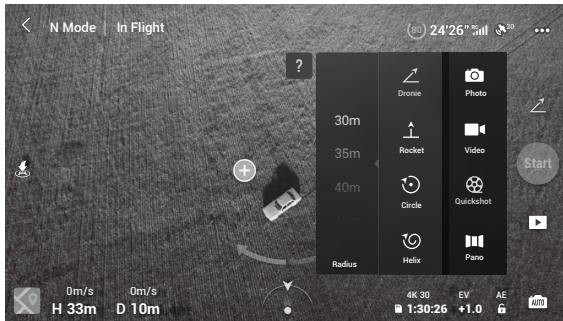 N Mode | In Flight
80 24'26" RC 20
?
Dronie Photo
30m
35m Rocket Video
Start
40m Circle Quickshot
Radius Helix Pano
0m/s 0m/s
H 33m D 10m
4K 30 EV AE
1:30:26 +1.0
AUTO